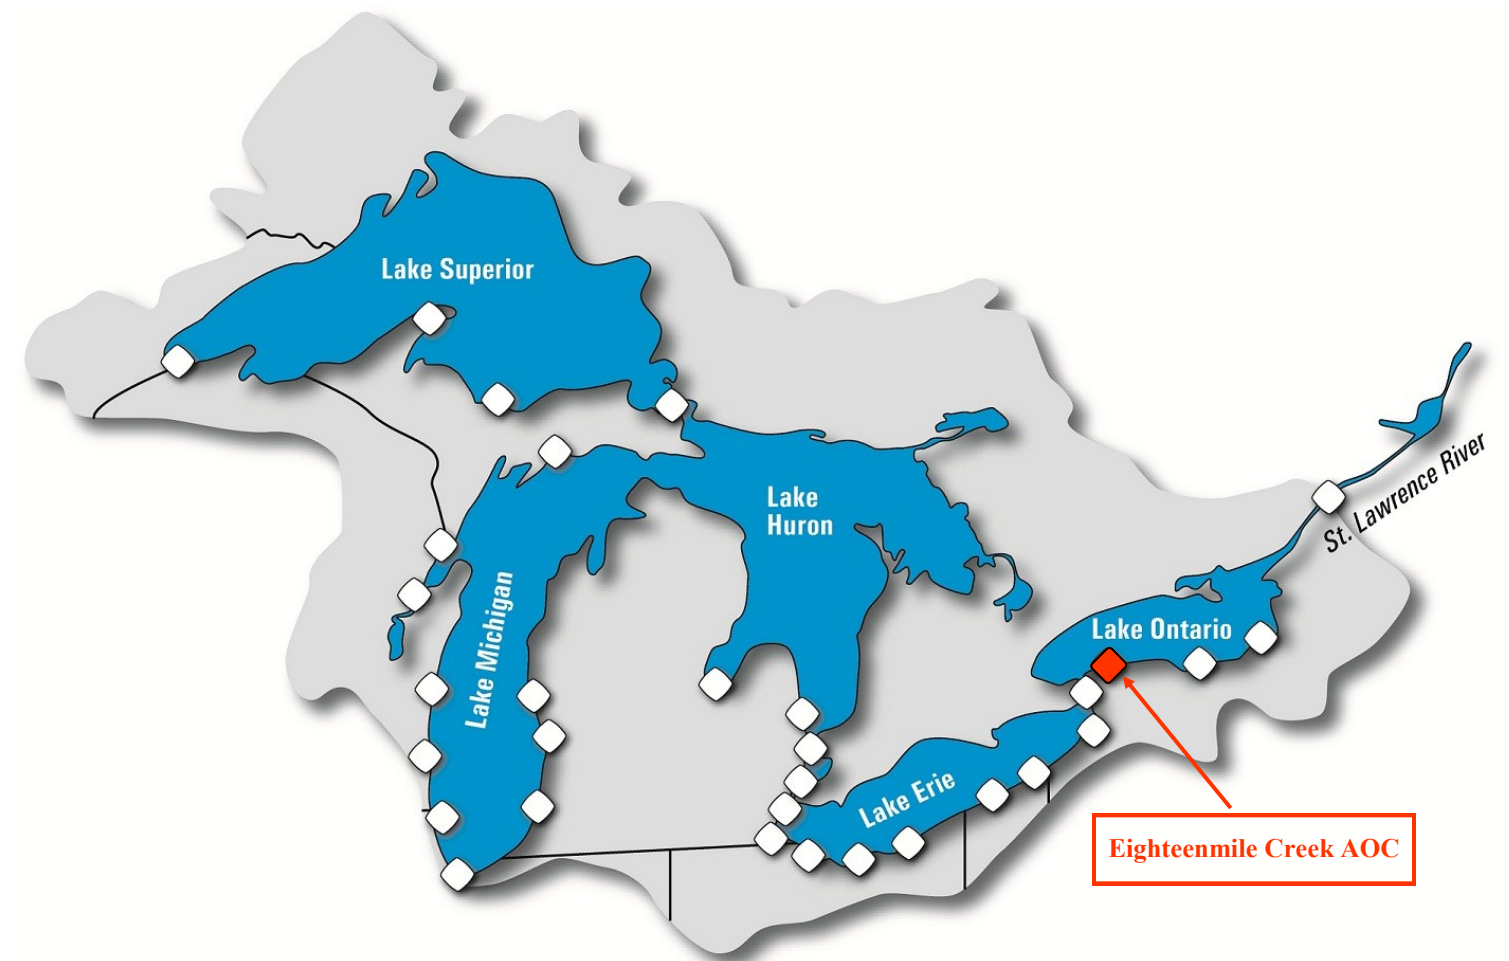 Lake Superior
Lake
Huron
St. Lawrence River
Lake Michigan
Lake Ontario
Lake Erie
Eighteenmile Creek AOC